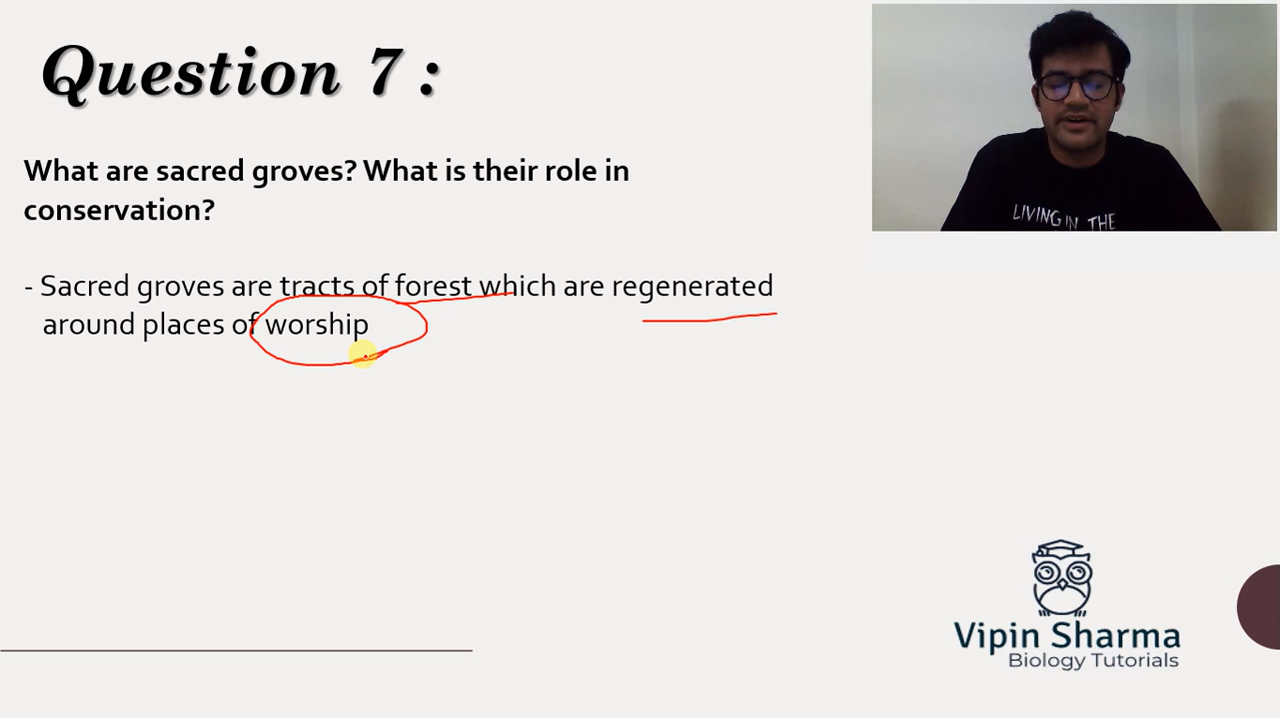 Question 7 :
What are sacred groves? What is their role in
conservation?
- Sacred groves are tracts of forest which are regenerated
around places of worship
LIVING IN THE
Vipin Sharma
Biology Tutorials